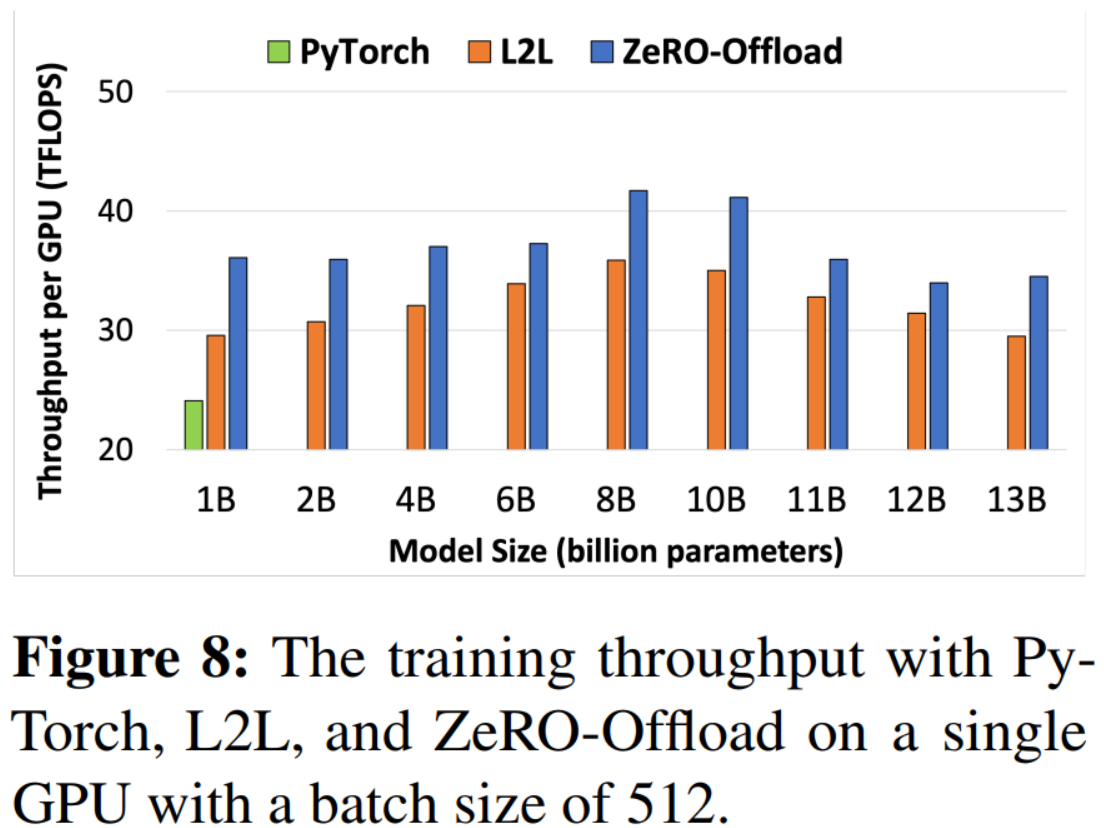 PyTorch L2L ZeRO-Offload
Throughput per GPU (TFLOPS)
50
40
30
20
1B 2B 4B 6B 8B 10B 11B 12B 13B
Model Size (billion parameters)
Figure 8: The training throughput with Py-
Torch, L2L, and ZeRO-Offload on a single
GPU with a batch size of 512.